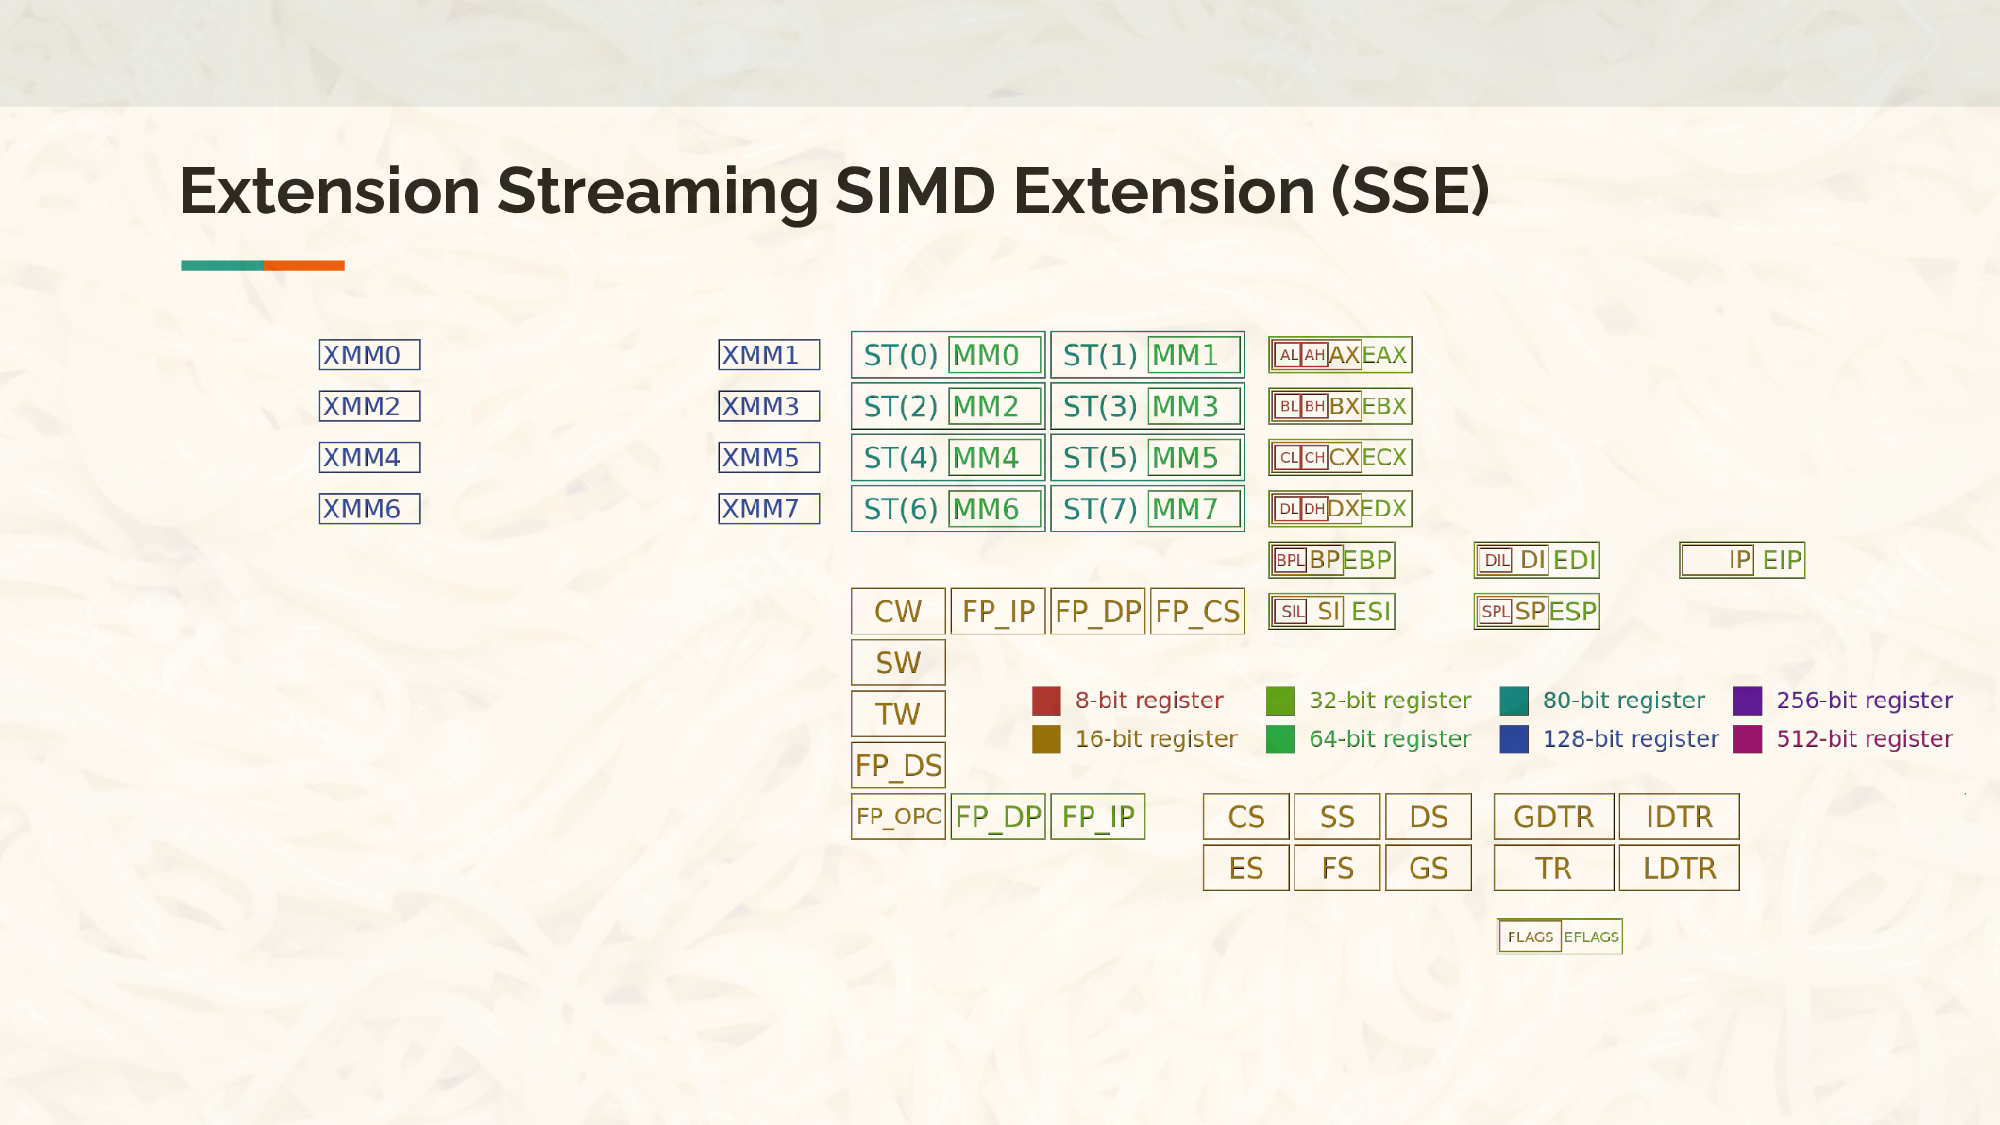 Extension Streaming SIMD Extension (SSE)
XMM0 XMM1 ST(0) MM0 ST(1) MM1 AL AH AX EAX
XMM2 XMM3 ST(2) MM2 ST(3) MM3 BL BH BX EBX
XMM4 XMM5 ST(4) MM4 ST(5) MM5 CL CH CX ECX
XMM6 XMM7 ST(6) MM6 ST(7) MM7 DL DH DX EDX
BPL BP EBP DIL DI EDI IP EIP
CW FP_IP FP_DP FP_CS SIL SI ESI SPL SP ESP
SW
8-bit register 32-bit register 80-bit register 256-bit register
TW
16-bit register 64-bit register 128-bit register 512-bit register
FP_DS
FP_OPC FP_DP FP_IP CS SS DS GDTR IDTR
ES FS GS TR LDTR
FLAGS EFLAGS